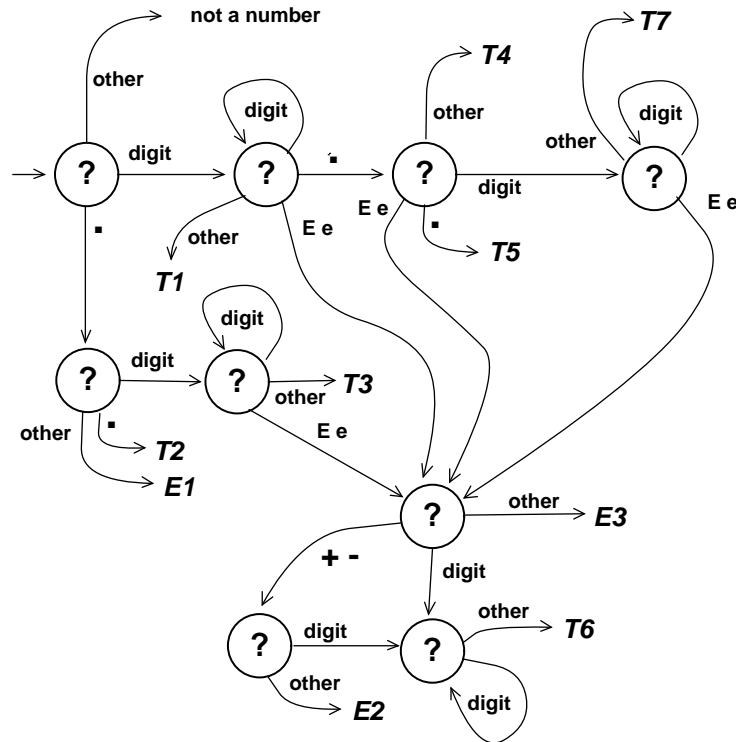 not a number
T7
T4
other
digit
other
digit
?
digit
?
.
?
other
digit
?
.
other
E e
E e
.
E e
T1
T5
digit
?
digit
?
other
T3
other
.
E e
T2
E1
?
other
E3
+ -
digit
?
digit
?
other
T6
other
E2
digit